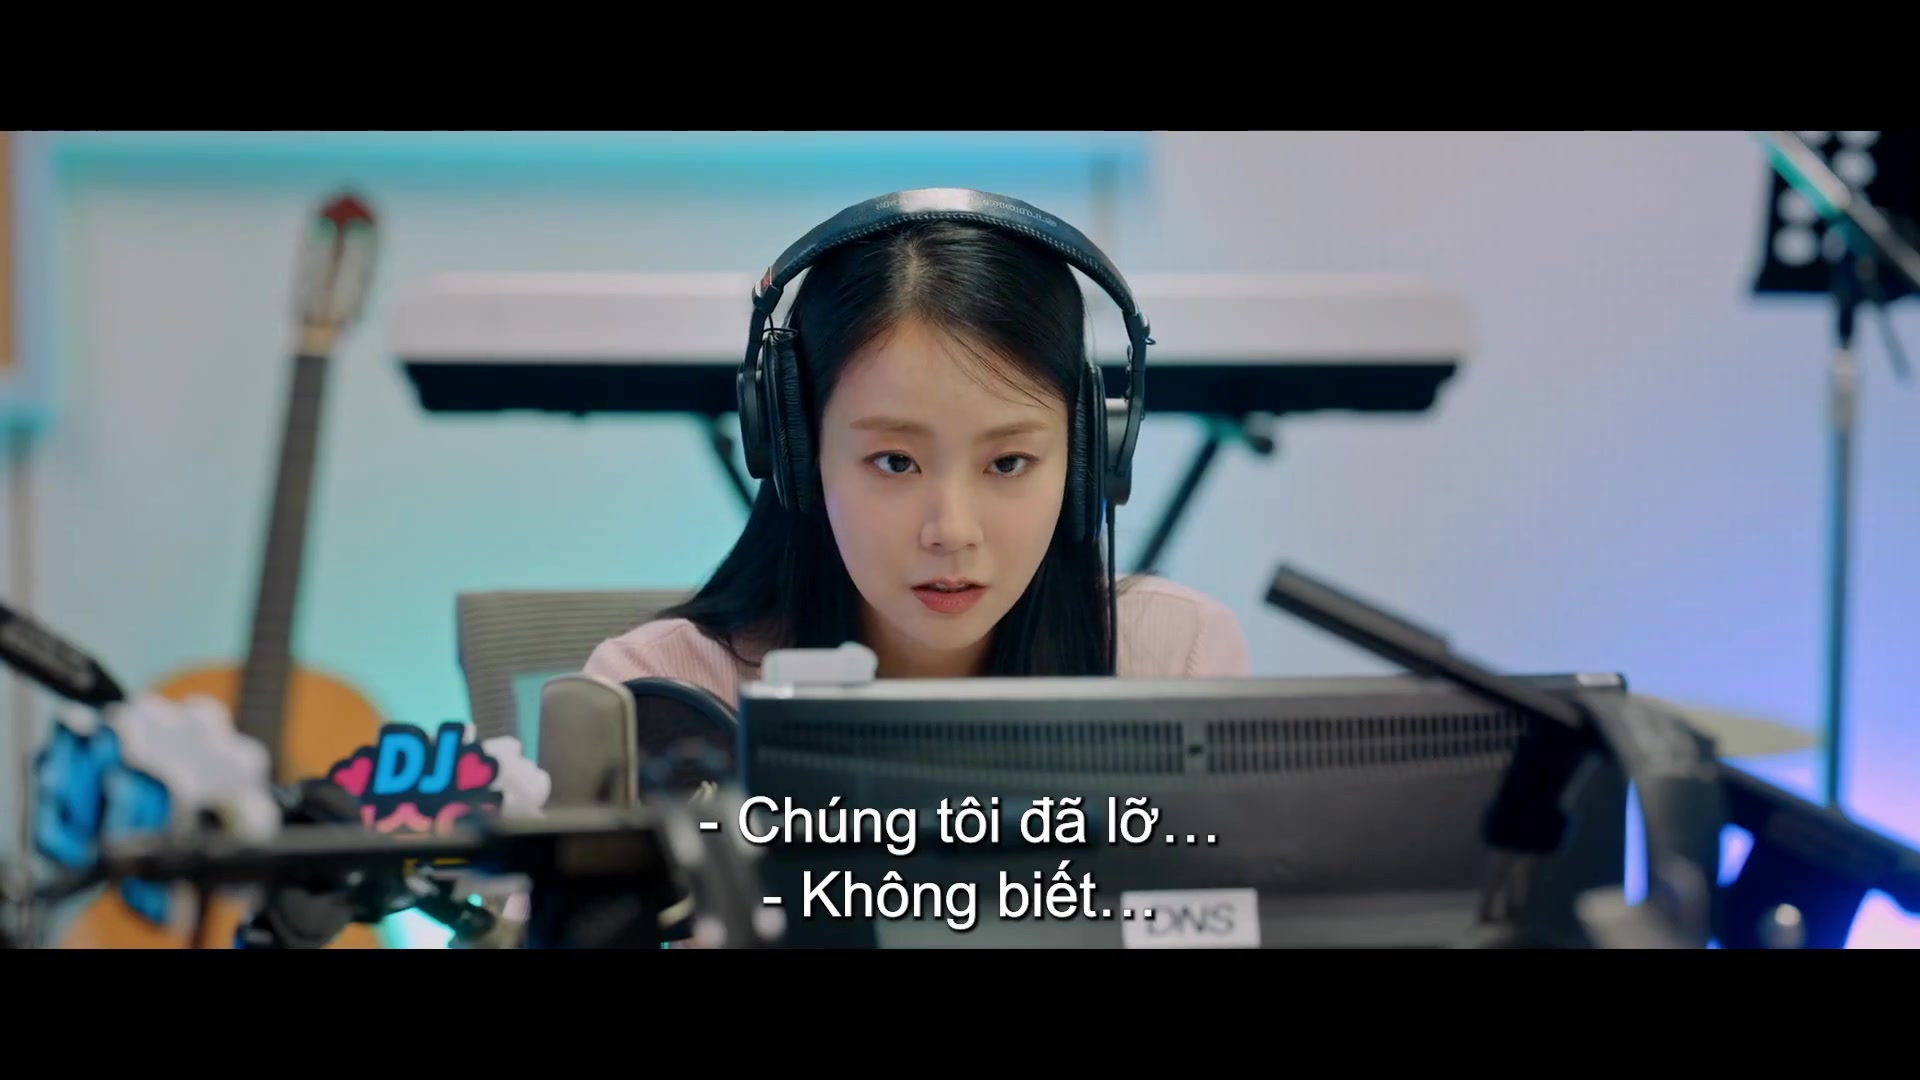 DJ
- Chúng tôi đã lỡ...
- Không biết...
DNS